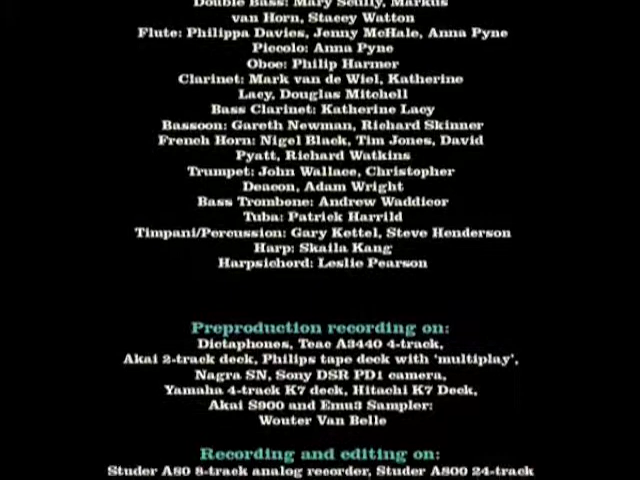 Double Bass: Mary Scully, Markus
van Horn, Stacey Watton
Flute: Philippa Davies, Jenny McHale, Anna Pyne
Piccolo: Anna Pyne
Oboe: Philip Harmer
Clarinet: Mark van de Wiel, Katherine
Lacy, Douglas Mitchell
Bass Clarinet: Katherine Lacy
Bassoon: Gareth Newman, Richard Skinner
French Horn: Nigel Black, Tim Jones, David
Pyatt, Richard Watkins
Trumpet: John Wallace, Christopher
Deacon, Adam Wright
Bass Trombone: Andrew Waddicor
Tuba: Patrick Harrild
Timpani/Percussion: Gary Kettel, Steve Henderson
Harp: Skaila Kang
Harpsichord: Leslie Pearson
Preproduction recording on:
Dictaphones, Teac A3440 4-track,
Akai 2-track deck, Philips tape deck with 'multiplay',
Nagra SN, Sony DSR PD1 camera,
Yamaha 4-track K7 deck, Hitachi K7 Deck,
Akai S900 and Emu3 Sampler:
Wouter Van Belle
Recording and editing on:
Studer A80 8-track analog recorder, Studer A800 24-track